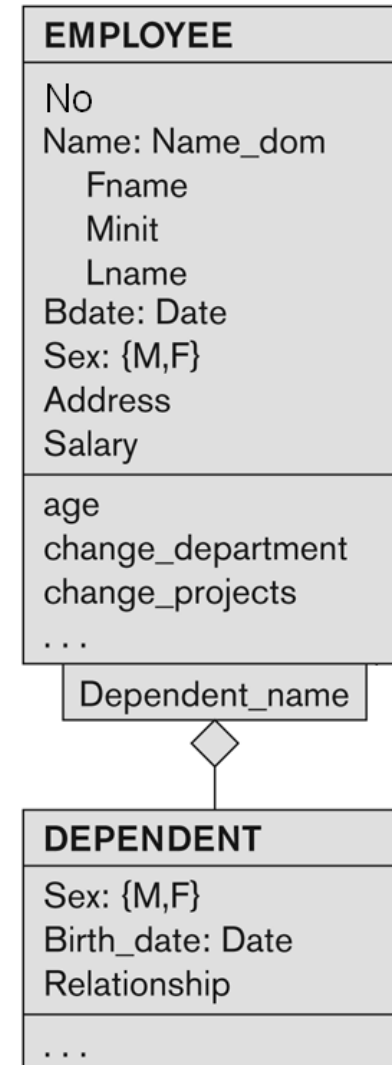 EMPLOYEE
No
Name: Name_dom
Fname
Minit
Lname
Bdate: Date
Sex: {M,F}
Address
Salary
age
change_department
change_projects
. . .
Dependent_name
DEPENDENT
Sex: {M,F}
Birth_date: Date
Relationship
. . .